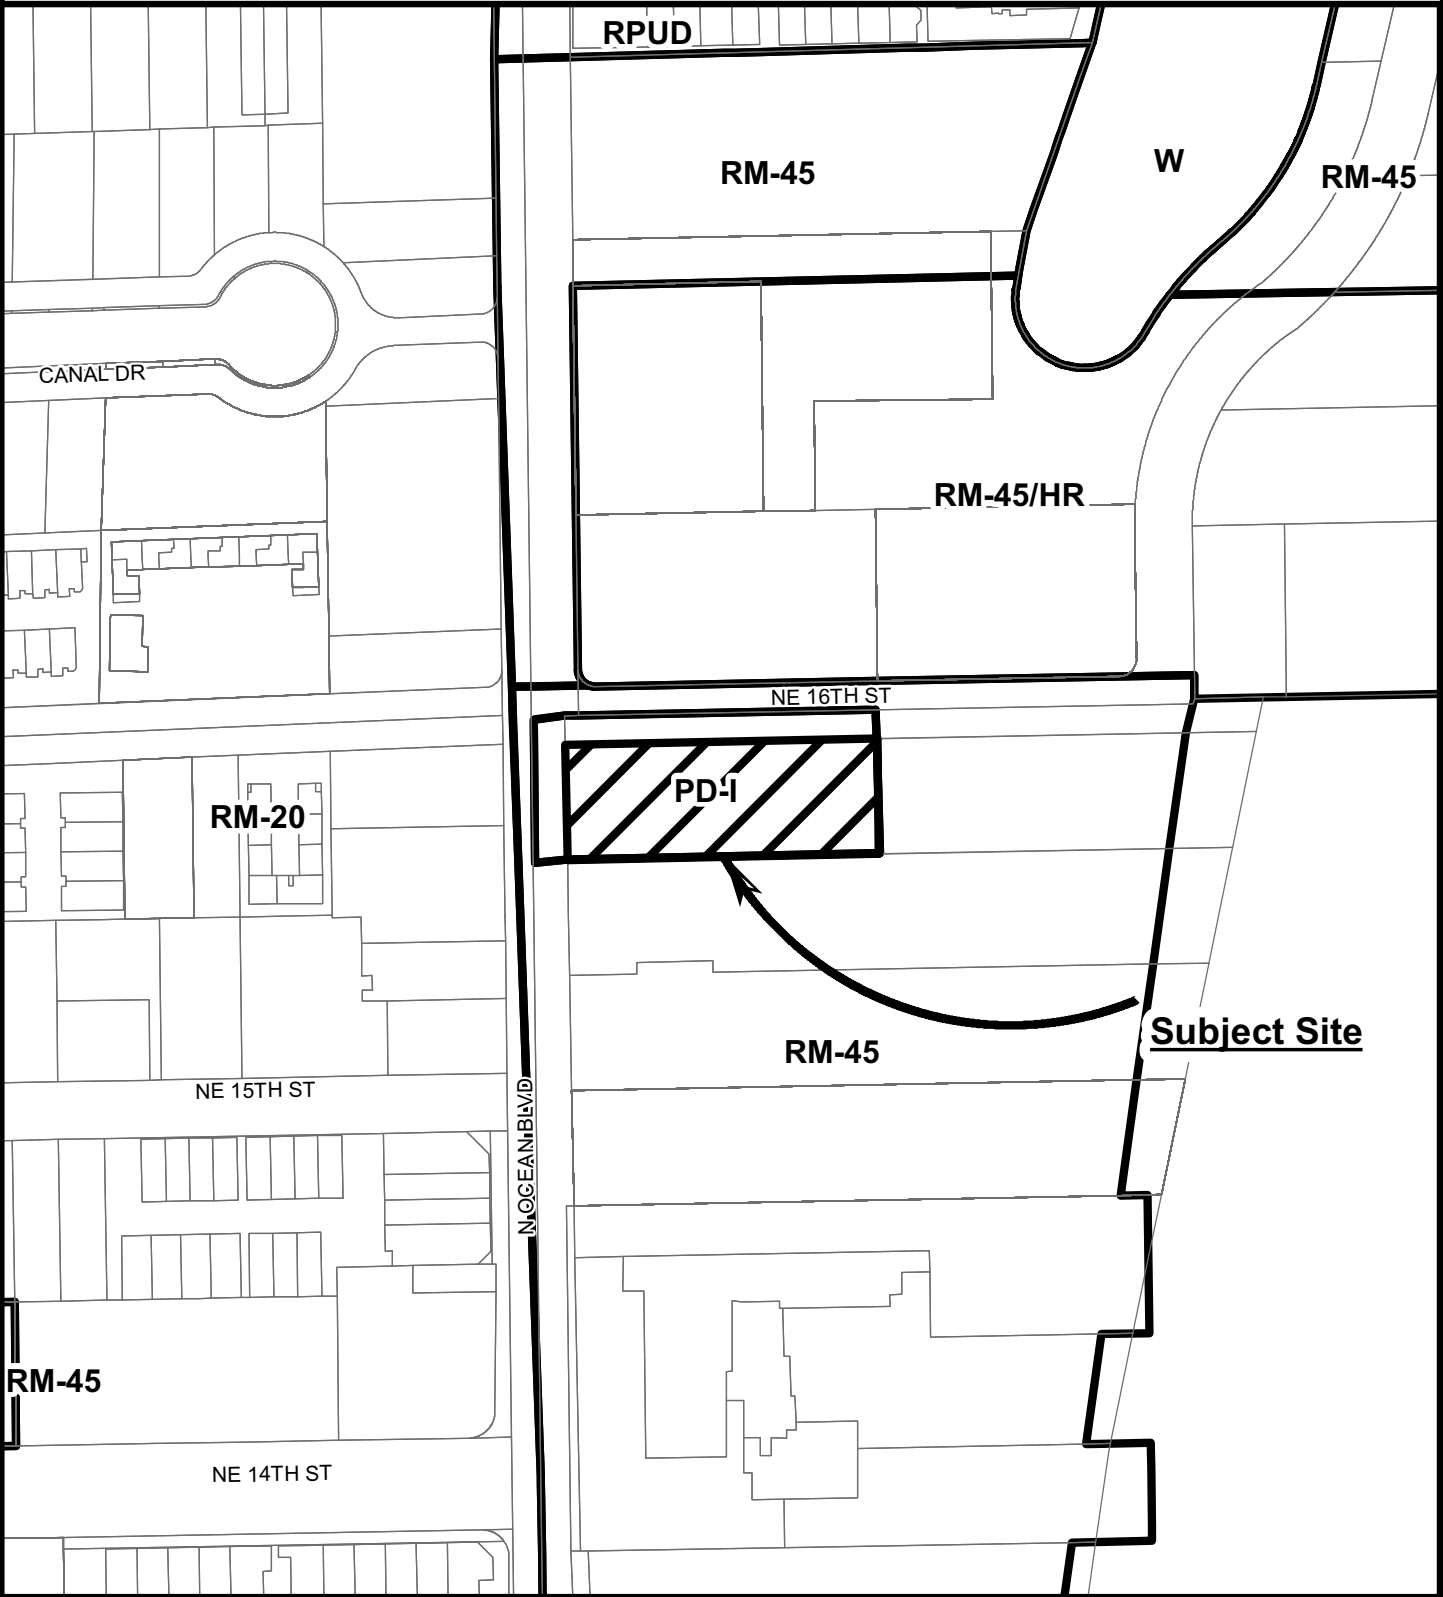 RPUD
RM-45
W
RM-45
CANAL DR
RM-45/HR
NE 16TH ST
PD-I
RM-20
Subject Site
RM-45
NE 15TH ST
N OCEAN BLVD
RM-45
NE 14TH ST